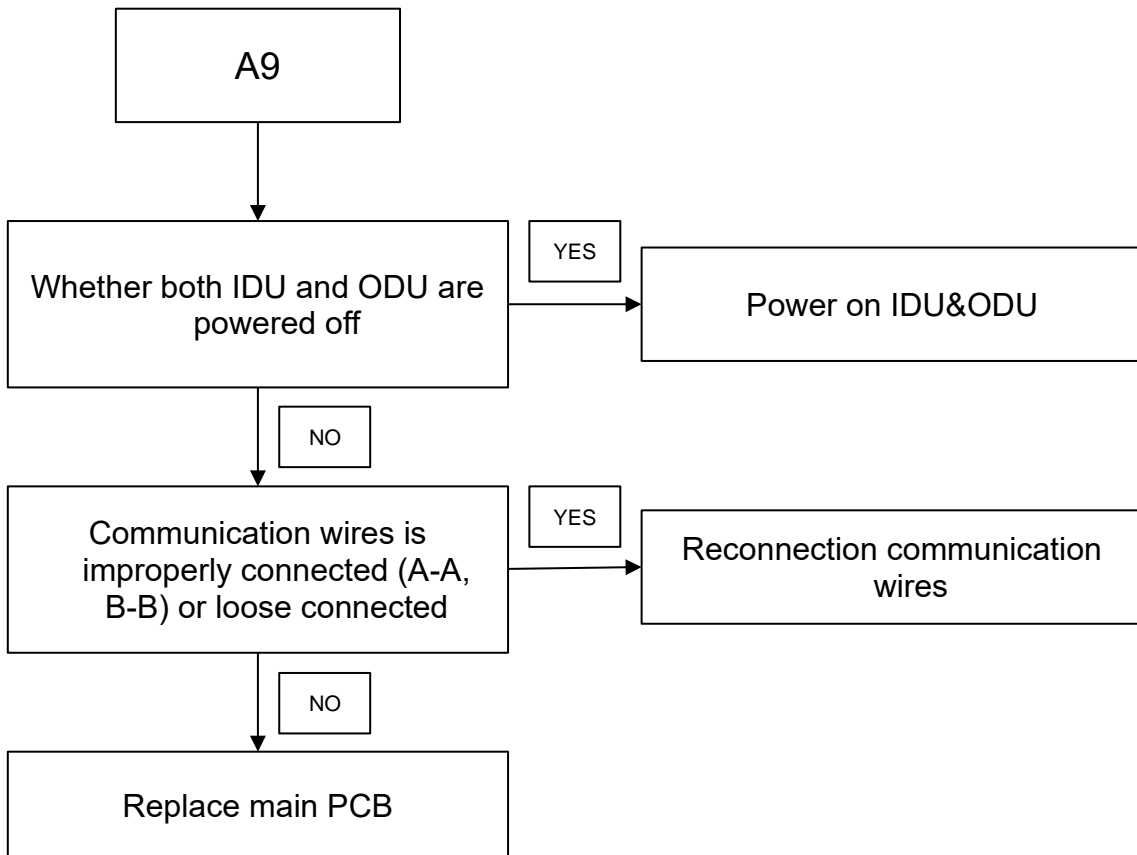 A9
Whether both IDU and ODU are
powered off
YES
Power on IDU&ODU
NO
Communication wires is
improperly connected (A-A,
B-B) or loose connected
YES
Reconnection communication
wires
NO
Replace main PCB